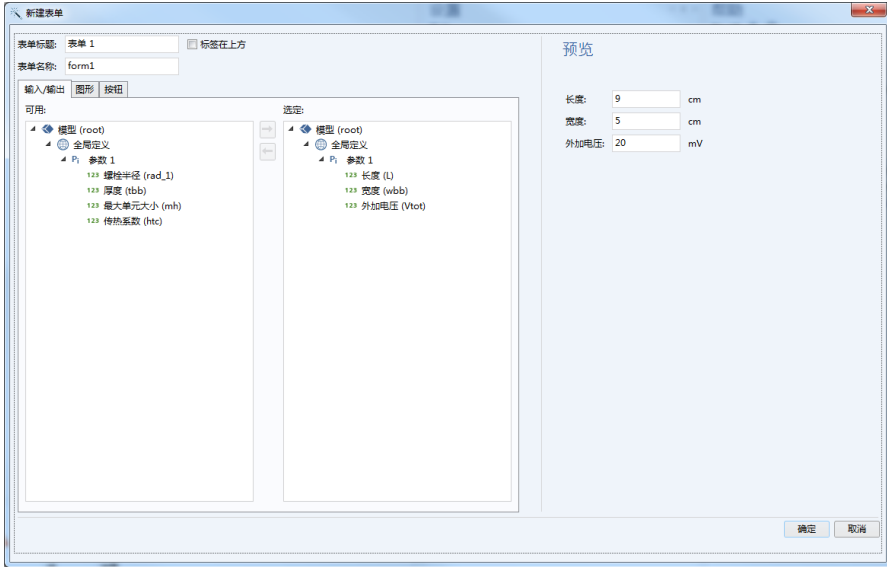 新建表单
表单标题: 表单 1 标签在上方
表单名称: form1
输入/输出 图形 按钮
可用:
模型 (root)
全局定义
Pi 参数 1
123 螺栓半径 (rad_1)
123 厚度 (tbb)
123 最大单元大小 (mh)
123 传热系数 (htc)
选定:
模型 (root)
全局定义
Pi 参数 1
123 长度 (L)
123 宽度 (wbb)
123 外加电压 (Vtot)
预览
长度: 9 cm
宽度: 5 cm
外加电压: 20 mV
确定 取消